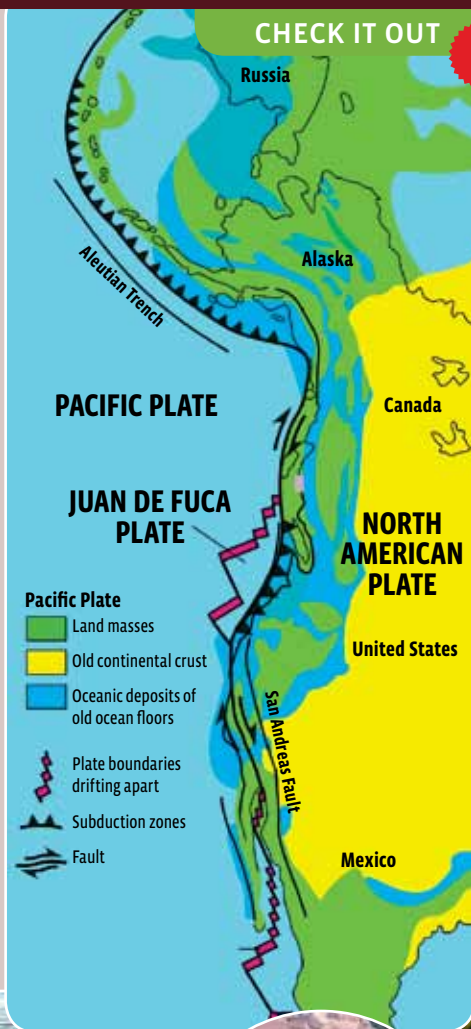 CHECK IT OUT
Russia
Alaska
Aleutian Trench
PACIFIC PLATE
Canada
JUAN DE FUCA
PLATE
NORTH
AMERICAN
PLATE
Pacific Plate
Land masses
Old continental crust
Oceanic deposits of
old ocean floors
Plate boundaries
drifting apart
Subduction zones
Fault
United States
San Andreas Fault
Mexico